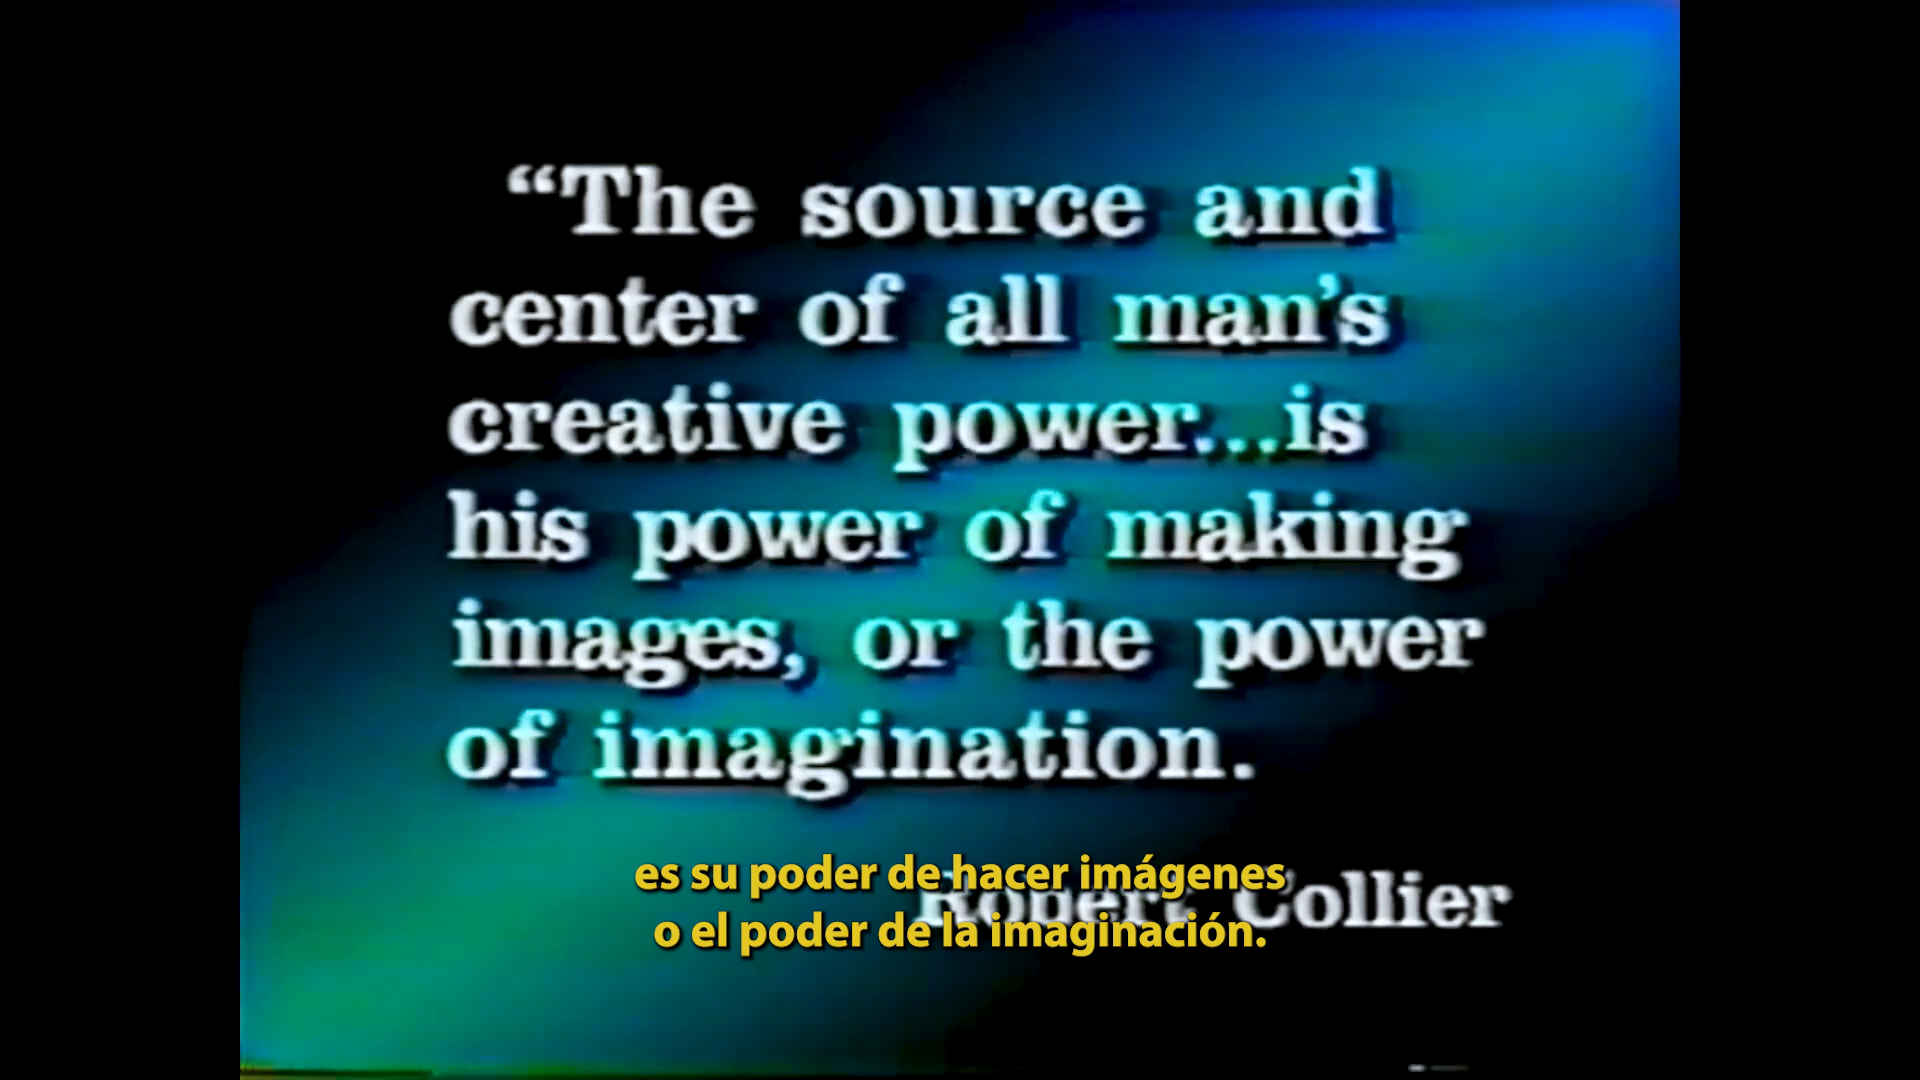 “The source and
center of all man’s
creative power...is
his power of making
images, or the power
of imagination.
Robert Collier
es su poder de hacer imágenes
o el poder de la imaginación.